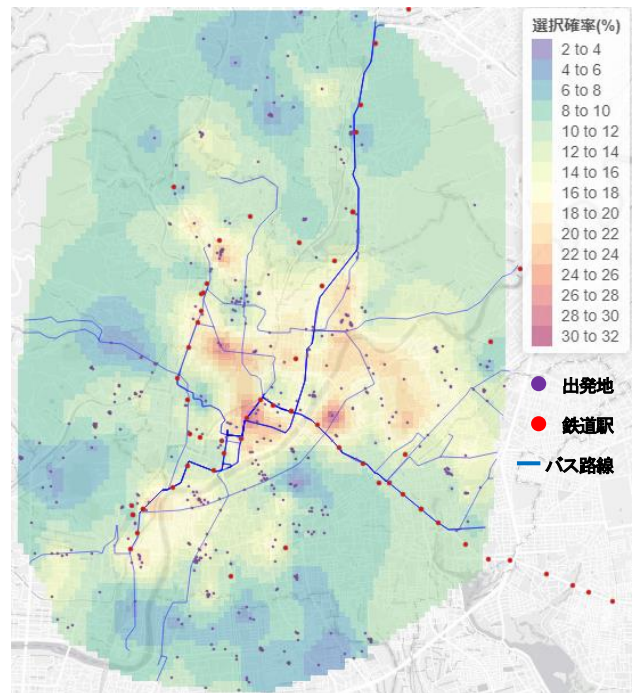 選択確率(%)
2 to 4
4 to 6
6 to 8
8 to 10
10 to 12
12 to 14
14 to 16
16 to 18
18 to 20
20 to 22
22 to 24
24 to 26
26 to 28
28 to 30
30 to 32
出発地
鉄道駅
バス路線